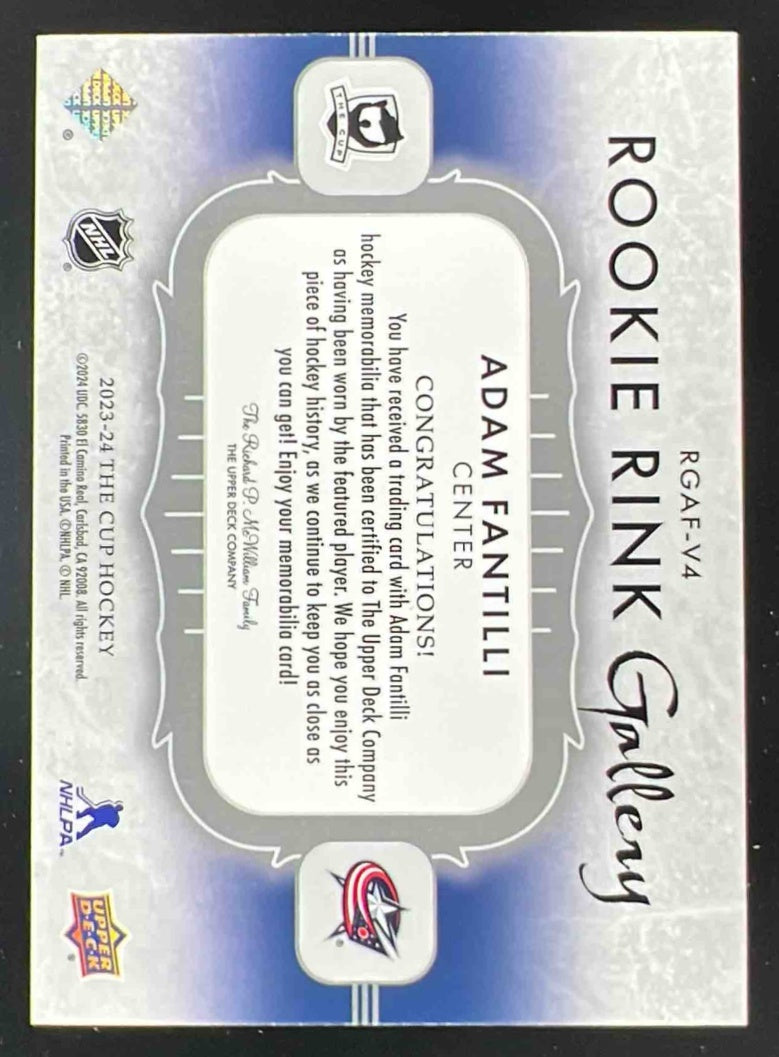 RGAF-V4
ROOKIE RINK Gallery
THE CUP
ADAM FANTILLI
CENTER
CONGRATULATIONS!
You have received a trading card with Adam Fantilli
hockey memorabilia that has been certified to The Upper Deck Company
as having been worn by the featured player. We hope you enjoy this
piece of hockey history, as we continue to keep you as close as
you can get! Enjoy your memorabilia card!
The Richard P. McWilliam Family
THE UPPER DECK COMPANY
NHL
®
2023-24 THE CUP HOCKEY
©2024 UDC. 5830 El Camino Real, Carlsbad, CA 92008. All rights reserved.
Printed in the USA. ©NHLPA. © NHL.
NHLPA™
UPPER
D·E·C·K
®